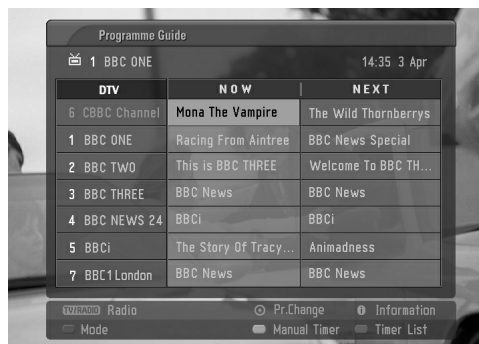 Programme Guide
1 BBC ONE 14:35 3 Apr
DTV NOW NEXT
6 CBBC Channel Mona The Vampire The Wild Thornberrys
1 BBC ONE Racing From Aintree BBC News Special
2 BBC TWO This is BBC THREE Welcome To BBC TH...
3 BBC THREE BBC News BBC News
4 BBC NEWS 24 BBCi BBCi
5 BBCi The Story Of Tracy... Animadness
7 BBC1 London BBC News BBC News
TV/RADIO Radio Pr.Change i Information
Mode Manual Timer Timer List